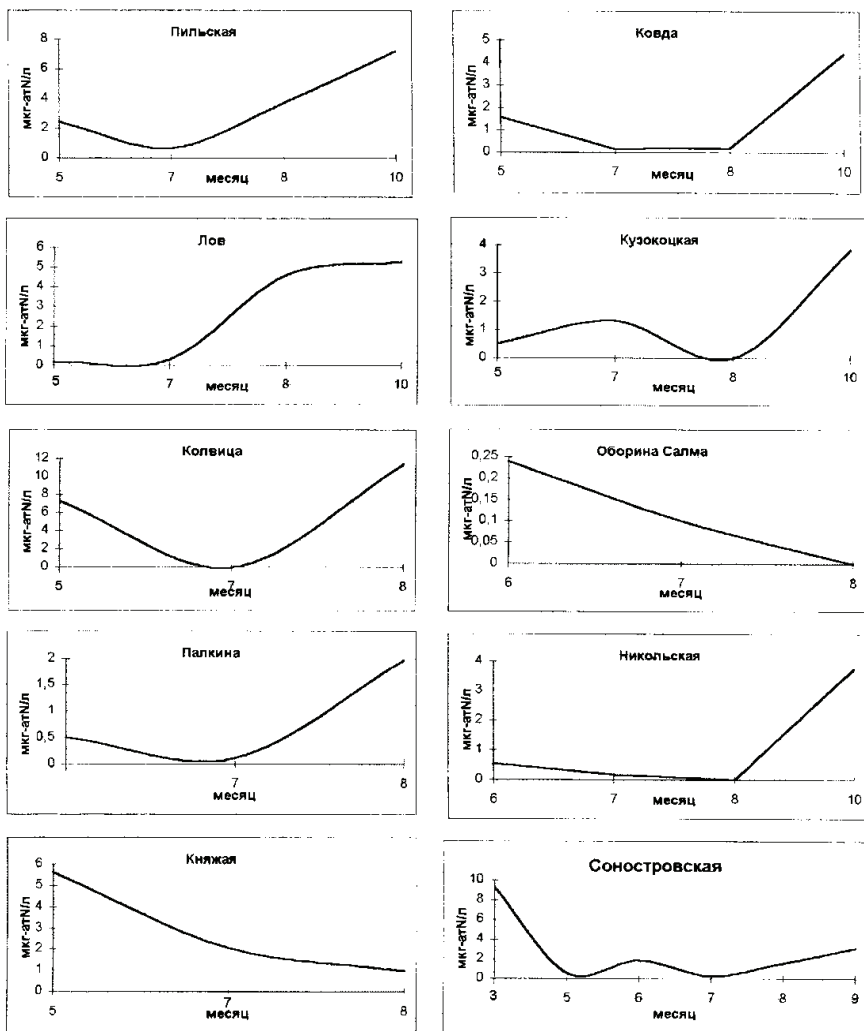 Пильская
мкг-атN/л
8
6
4
2
0
5 7 8 10
месяц
Ковда
мкг-атN/л
5
4
3
2
1
0
5 7 8 10
месяц
Лов
мкг-атN/л
6
5
4
3
2
1
0
5 7 8 10
месяц
Кузокоцкая
мкг-атN/л
4
3
2
1
0
5 7 8 10
месяц
Колвица
мкг-атN/л
12
10
8
6
4
2
0
5 7 8
месяц
Оборина Салма
мкг-атN/л
0,25
0,2
0,15
0,1
0,05
0
6 7 8
месяц
Палкина
мкг-атN/л
2
1,5
1
0,5
0
7 8
месяц
Никольская
мкг-атN/л
4
3
2
1
0
6 7 8 10
месяц
Княжая
мкг-атN/л
6
5
4
3
2
1
0
5 7 8
месяц
Соностровская
мкг-атN/л
10
8
6
4
2
0
3 5 6 7 8 9
месяц